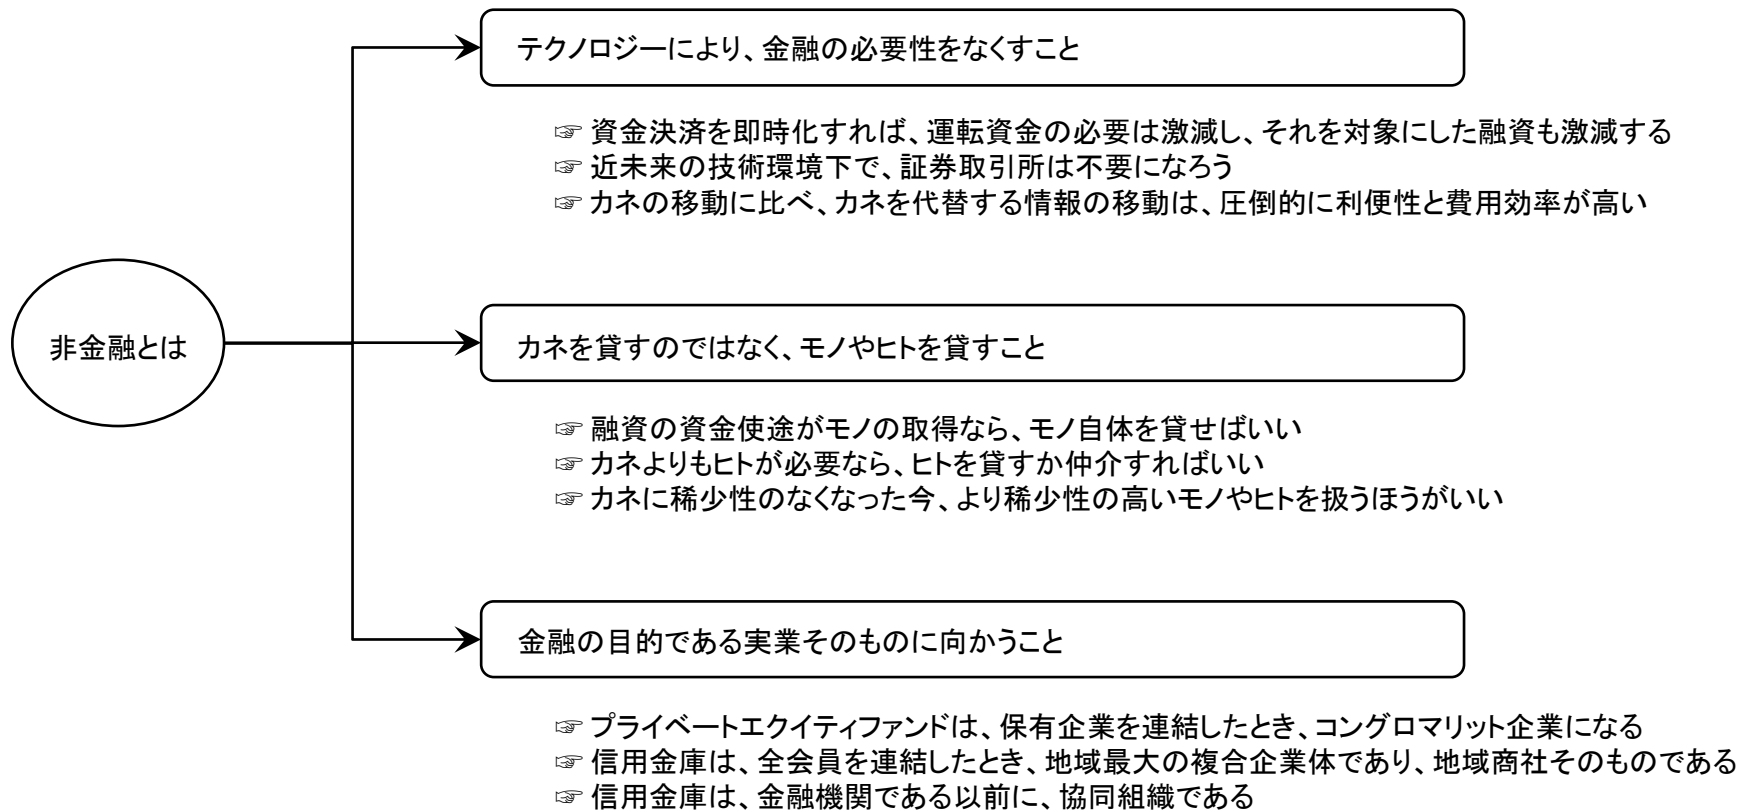 テクノロジーにより、金融の必要性をなくすこと
☞ 資金決済を即時化すれば、運転資金の必要は激減し、それを対象にした融資も激減する
☞ 近未来の技術環境下で、証券取引所は不要になろう
☞ カネの移動に比べ、カネを代替する情報の移動は、圧倒的に利便性と費用効率が高い
非金融とは
カネを貸すのではなく、モノやヒトを貸すこと
☞ 融資の資金使途がモノの取得なら、モノ自体を貸せばいい
☞ カネよりもヒトが必要なら、ヒトを貸すか仲介すればいい
☞ カネに稀少性のなくなった今、より稀少性の高いモノやヒトを扱うほうがいい
金融の目的である実業そのものに向かうこと
☞ プライベートエクイティファンドは、保有企業を連結したとき、コングロマリット企業になる
☞ 信用金庫は、全会員を連結したとき、地域最大の複合企業体であり、地域商社そのものである
☞ 信用金庫は、金融機関である以前に、協同組織である